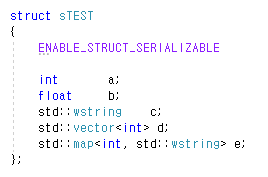 struct sTEST
{
    ENABLE_STRUCT_SERIALIZABLE
    int        a;
    float      b;
    std::wstring    c;
    std::vector<int> d;
    std::map<int, std::wstring> e;
};